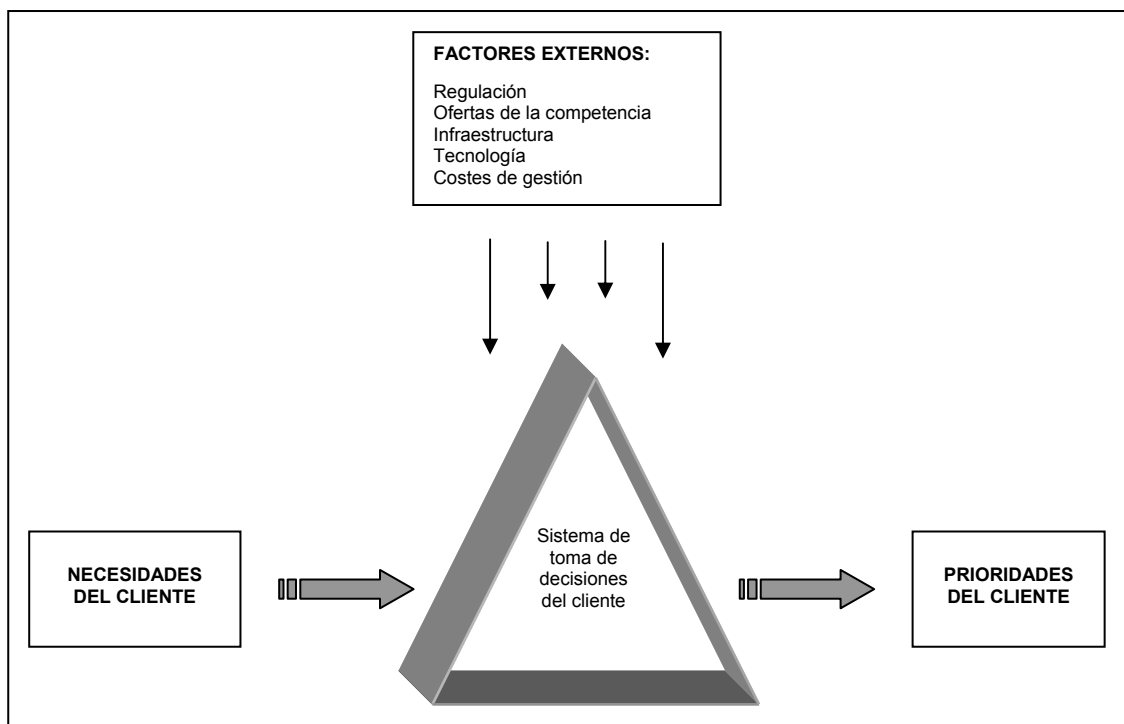 FACTORES EXTERNOS:
Regulación
Ofertas de la competencia
Infraestructura
Tecnología
Costes de gestión
NECESIDADES
DEL CLIENTE
Sistema de
toma de
decisiones
del cliente
PRIORIDADES
DEL CLIENTE